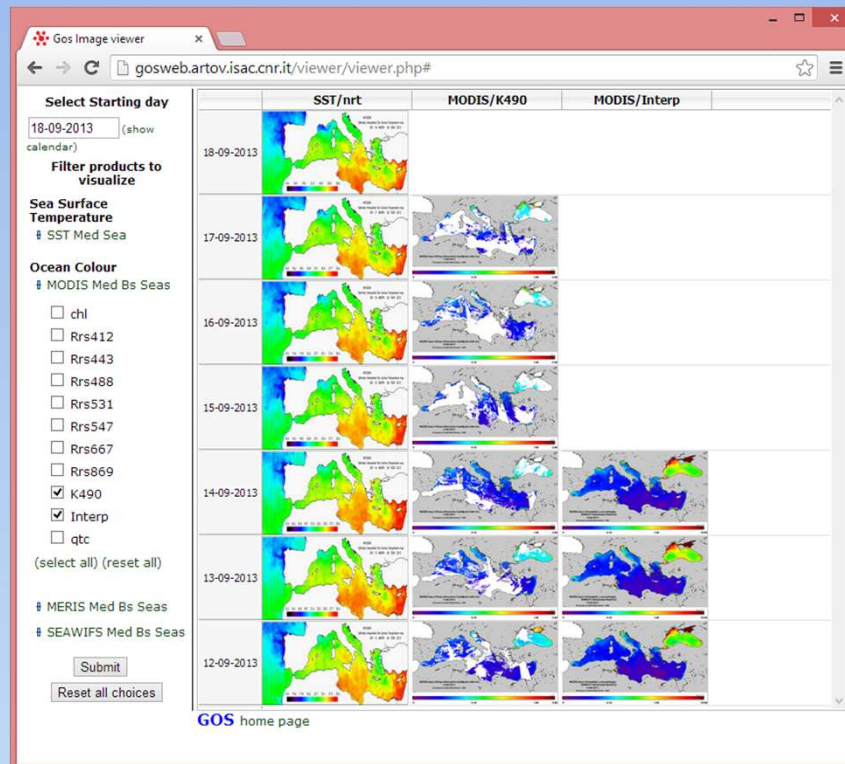 Gos Image viewer
gosweb.artov.isac.cnr.it/viewer/viewer.php#
Select Starting day
18-09-2013 (show
calendar)
Filter products to
visualize
Sea Surface
Temperature
SST Med Sea
Ocean Colour
MODIS Med Bs Seas
chl
Rrs412
Rrs443
Rrs488
Rrs531
Rrs547
Rrs667
Rrs869
K490
Interp
qtc
(select all) (reset all)
MERIS Med Bs Seas
SEAWIFS Med Bs Seas
Submit
Reset all choices
SST/nrt MODIS/K490 MODIS/Interp
18-09-2013
17-09-2013
16-09-2013
15-09-2013
14-09-2013
13-09-2013
12-09-2013
GOS home page